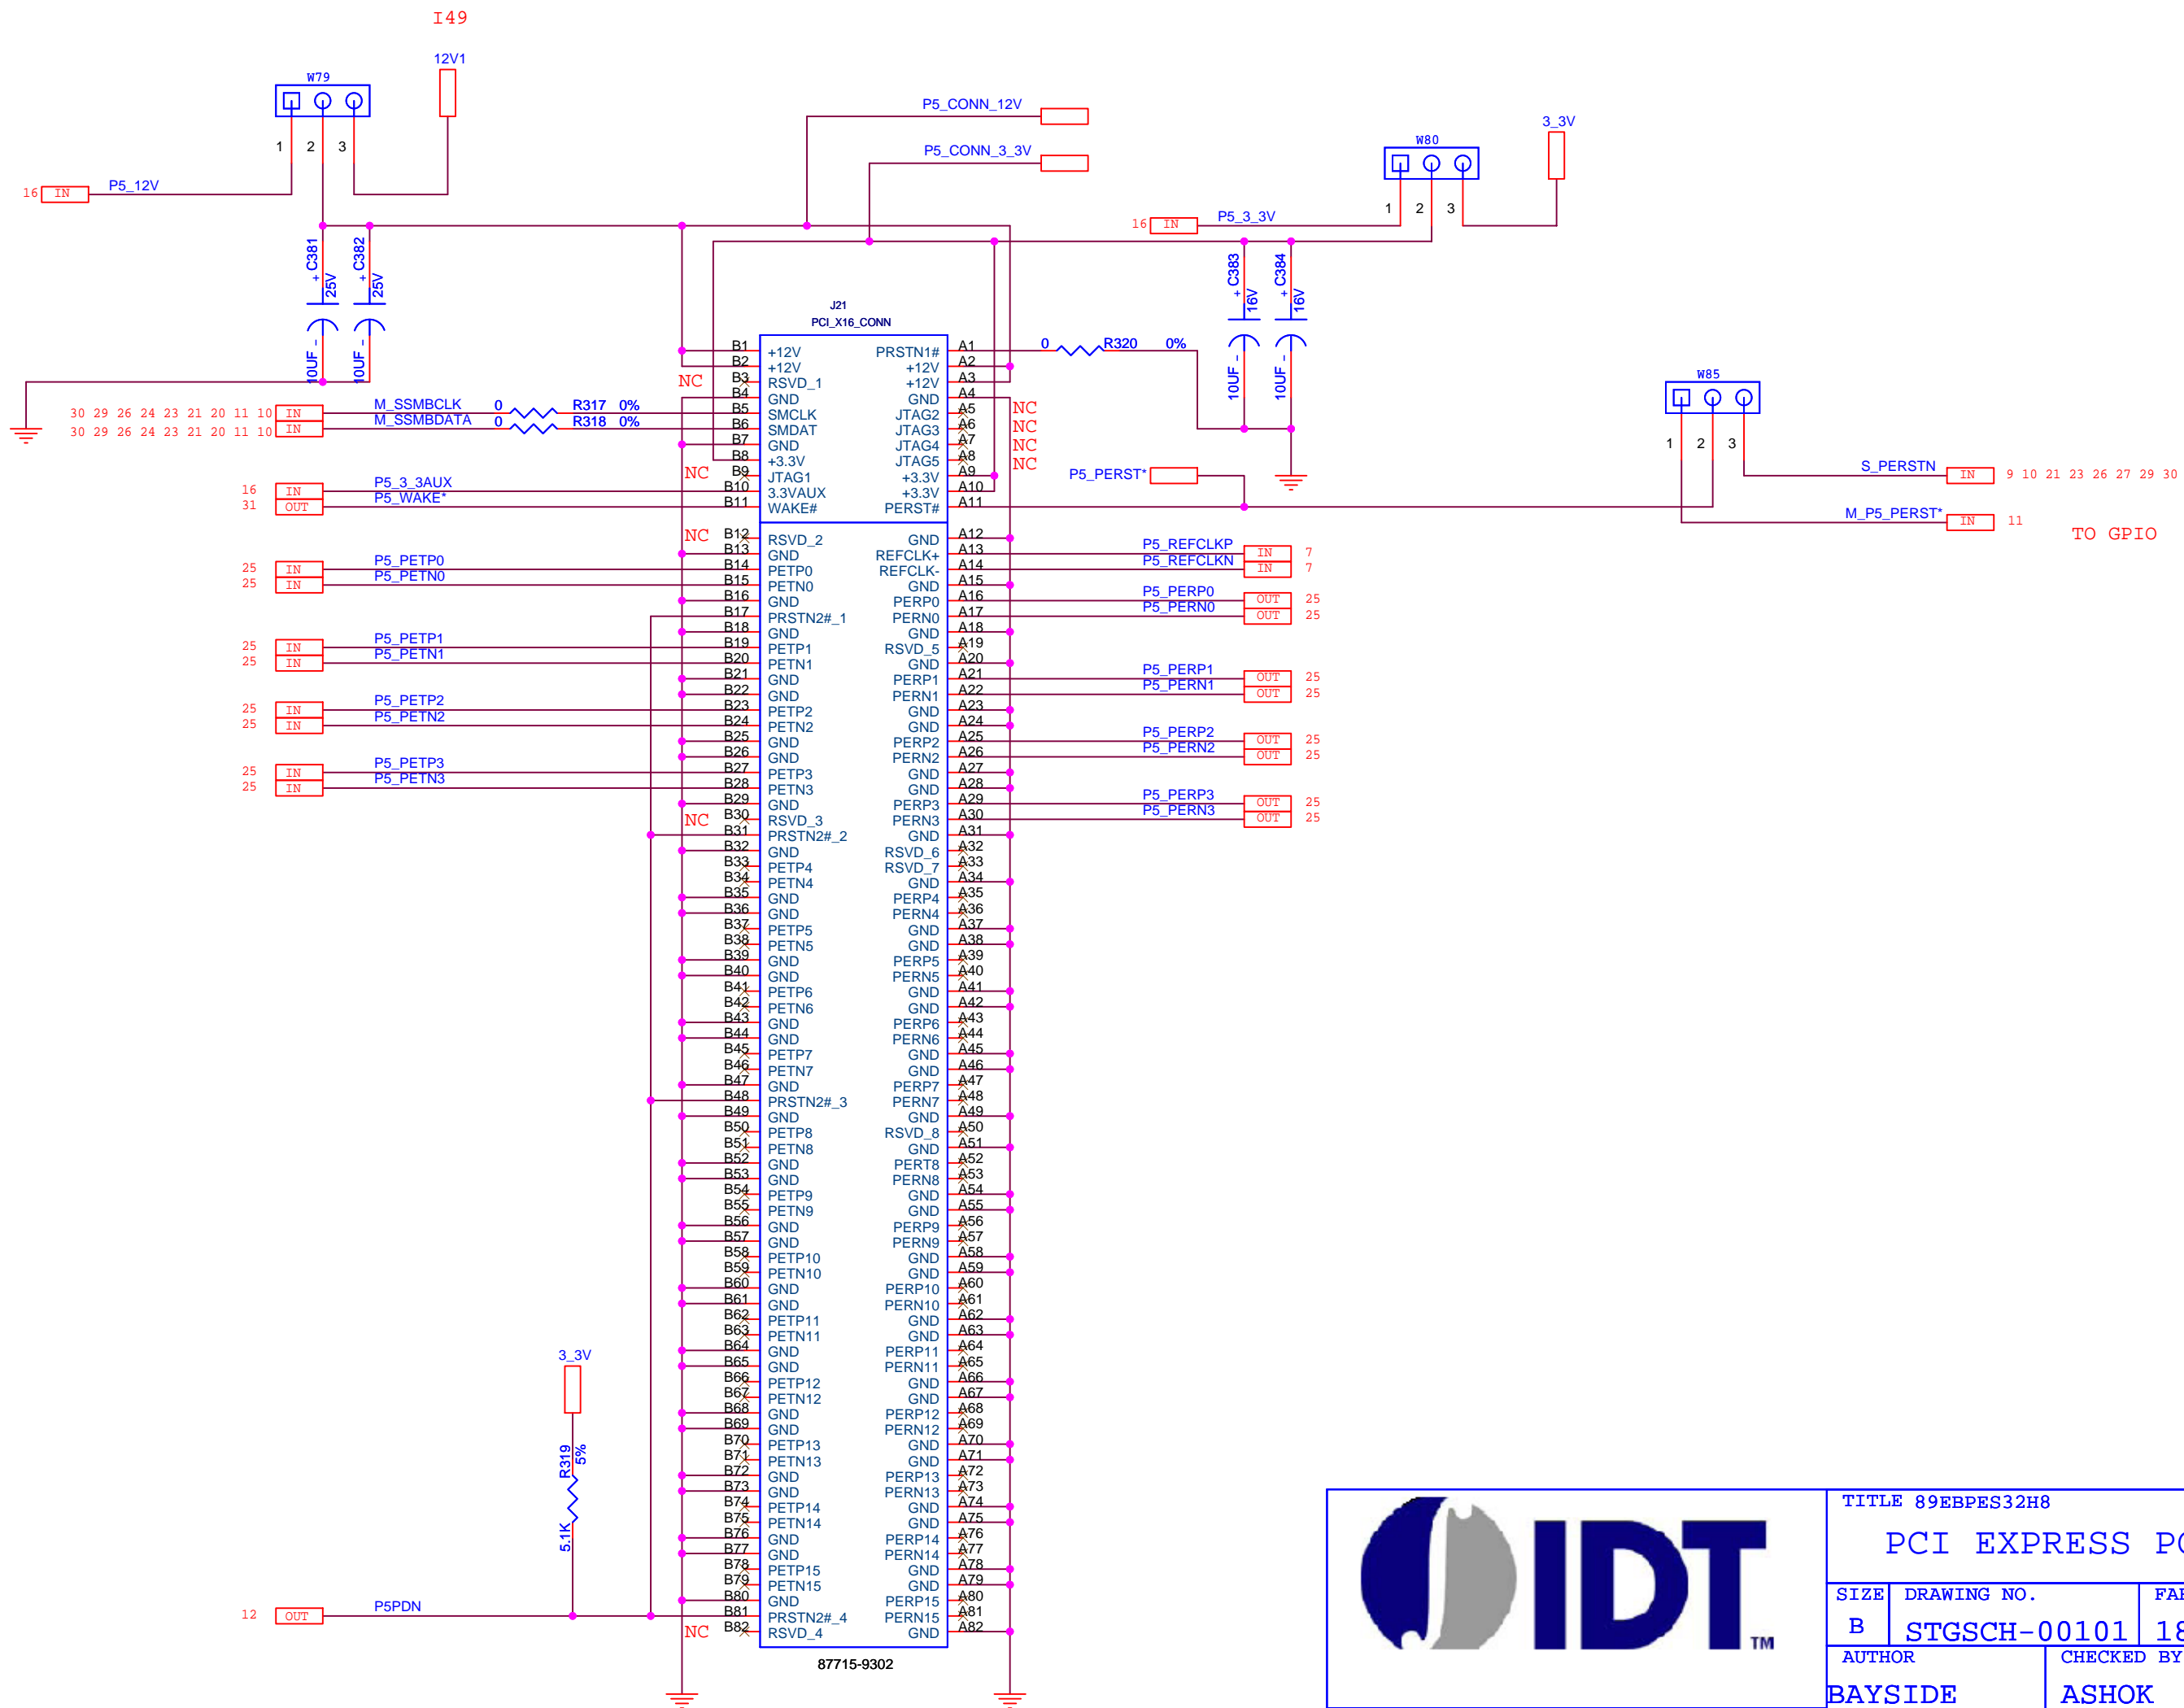 I49
12V1
W79
1 2 3
16 IN P5_12V
P5_CONN_12V
P5_CONN_3_3V
W80
3_3V
1 2 3
16 IN P5_3_3V
+ C381 25V 10UF -
+ C382 25V 10UF -
+ C383 16V 10UF -
+ C384 16V 10UF -
J21
PCI_X16_CONN
0 R320 0%
30 29 26 24 23 21 20 11 10 IN M_SSMBCLK 0 R317 0%
30 29 26 24 23 21 20 11 10 IN M_SSMBDATA 0 R318 0%
16 IN P5_3_3AUX
31 OUT P5_WAKE*
P5_PERST*
W85
1 2 3
S_PERSTN IN 9 10 21 23 26 27 29 30
M_P5_PERST* IN 11
TO GPIO
NC
NC
NC
NC
NC
NC
NC
NC
NC
25 IN P5_PETP0
25 IN P5_PETN0
25 IN P5_PETP1
25 IN P5_PETN1
25 IN P5_PETP2
25 IN P5_PETN2
25 IN P5_PETP3
25 IN P5_PETN3
P5_REFCLKP IN 7
P5_REFCLKN IN 7
P5_PERP0 OUT 25
P5_PERN0 OUT 25
P5_PERP1 OUT 25
P5_PERN1 OUT 25
P5_PERP2 OUT 25
P5_PERN2 OUT 25
P5_PERP3 OUT 25
P5_PERN3 OUT 25
B1 +12V PRSTN1# A1
B2 +12V +12V A2
B3 RSVD_1 +12V A3
B4 GND GND A4
B5 SMCLK JTAG2 A5
B6 SMDAT JTAG3 A6
B7 GND JTAG4 A7
B8 +3.3V JTAG5 A8
B9 JTAG1 +3.3V A9
B10 3.3VAUX +3.3V A10
B11 WAKE# PERST# A11
B12 RSVD_2 GND A12
B13 GND REFCLK+ A13
B14 PETP0 REFCLK- A14
B15 PETN0 GND A15
B16 GND PERP0 A16
B17 PRSTN2#_1 PERN0 A17
B18 GND GND A18
B19 PETP1 RSVD_5 A19
B20 PETN1 GND A20
B21 GND PERP1 A21
B22 GND PERN1 A22
B23 PETP2 GND A23
B24 PETN2 GND A24
B25 GND PERP2 A25
B26 GND PERN2 A26
B27 PETP3 GND A27
B28 PETN3 GND A28
B29 GND PERP3 A29
B30 RSVD_3 PERN3 A30
B31 PRSTN2#_2 GND A31
B32 GND RSVD_6 A32
B33 PETP4 RSVD_7 A33
B34 PETN4 GND A34
B35 GND PERP4 A35
B36 GND PERN4 A36
B37 PETP5 GND A37
B38 PETN5 GND A38
B39 GND PERP5 A39
B40 GND PERN5 A40
B41 PETP6 GND A41
B42 PETN6 GND A42
B43 GND PERP6 A43
B44 GND PERN6 A44
B45 PETP7 GND A45
B46 PETN7 GND A46
B47 GND PERP7 A47
B48 PRSTN2#_3 PERN7 A48
B49 GND GND A49
B50 PETP8 RSVD_8 A50
B51 PETN8 GND A51
B52 GND PERT8 A52
B53 GND PERN8 A53
B54 PETP9 GND A54
B55 PETN9 GND A55
B56 GND PERP9 A56
B57 GND PERN9 A57
B58 PETP10 GND A58
B59 PETN10 GND A59
B60 GND PERP10 A60
B61 GND PERN10 A61
B62 PETP11 GND A62
B63 PETN11 GND A63
B64 GND PERP11 A64
B65 GND PERN11 A65
B66 PETP12 GND A66
B67 PETN12 GND A67
B68 GND PERP12 A68
B69 GND PERN12 A69
B70 PETP13 GND A70
B71 PETN13 GND A71
B72 GND PERP13 A72
B73 GND PERN13 A73
B74 PETP14 GND A74
B75 PETN14 GND A75
B76 GND PERP14 A76
B77 GND PERN14 A77
B78 PETP15 GND A78
B79 PETN15 GND A79
B80 GND PERP15 A80
B81 PRSTN2#_4 PERN15 A81
B82 RSVD_4 GND A82
87715-9302
3_3V
R319 5% 5.1K
12 OUT P5PDN
IDT TM
TITLE 89EBPES32H8
PCI EXPRESS
SIZE DRAWING NO.
B STGSCH-00101 18
AUTHOR CHECKED BY
BAYSIDE ASHOK